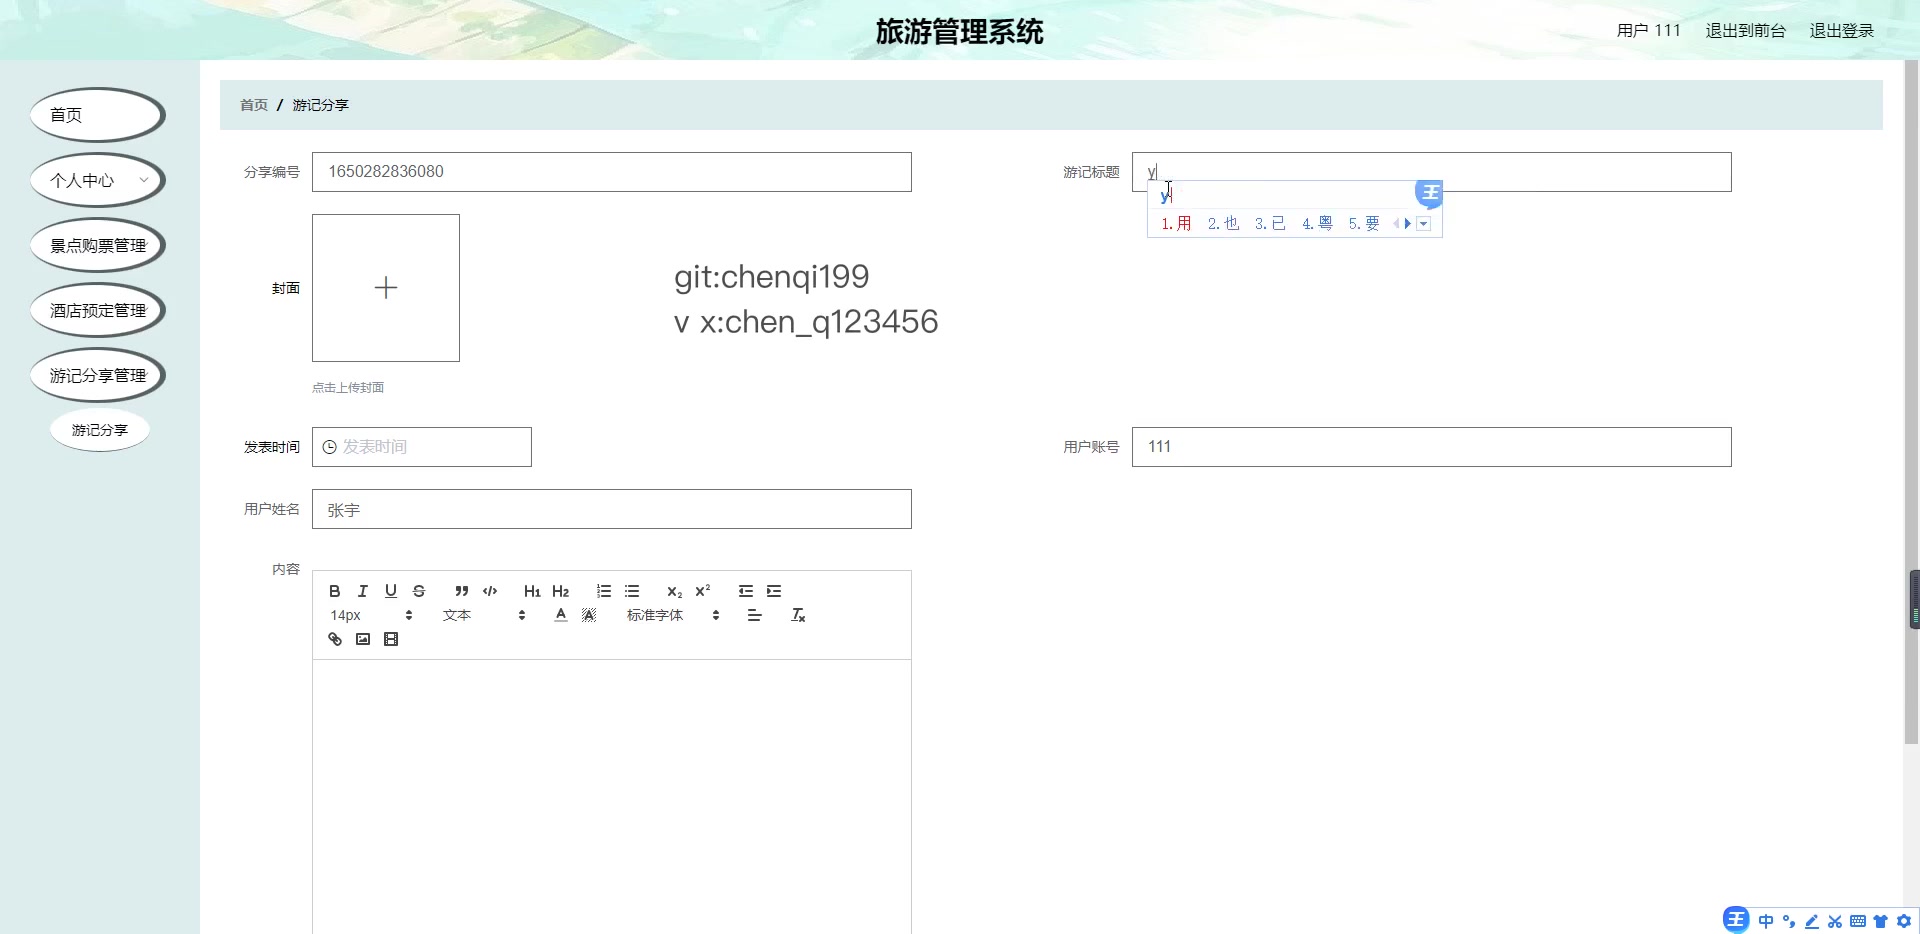 旅游管理系统
用户 111 退出到前台 退出登录
首页
个人中心
景点购票管理
酒店预定管理
游记分享管理
游记分享
首页 / 游记分享
分享编号 1650282836080
游记标题 y
y
1.用 2.也 3.已 4.粤 5.要
封面
git:chenqi199
v x:chen_q123456
点击上传封面
发表时间 发表时间
用户账号 111
用户姓名 张宇
内容
B I U S H1 H2 x2 x2
14px 文本 A A 标准字体 Tx
王 中